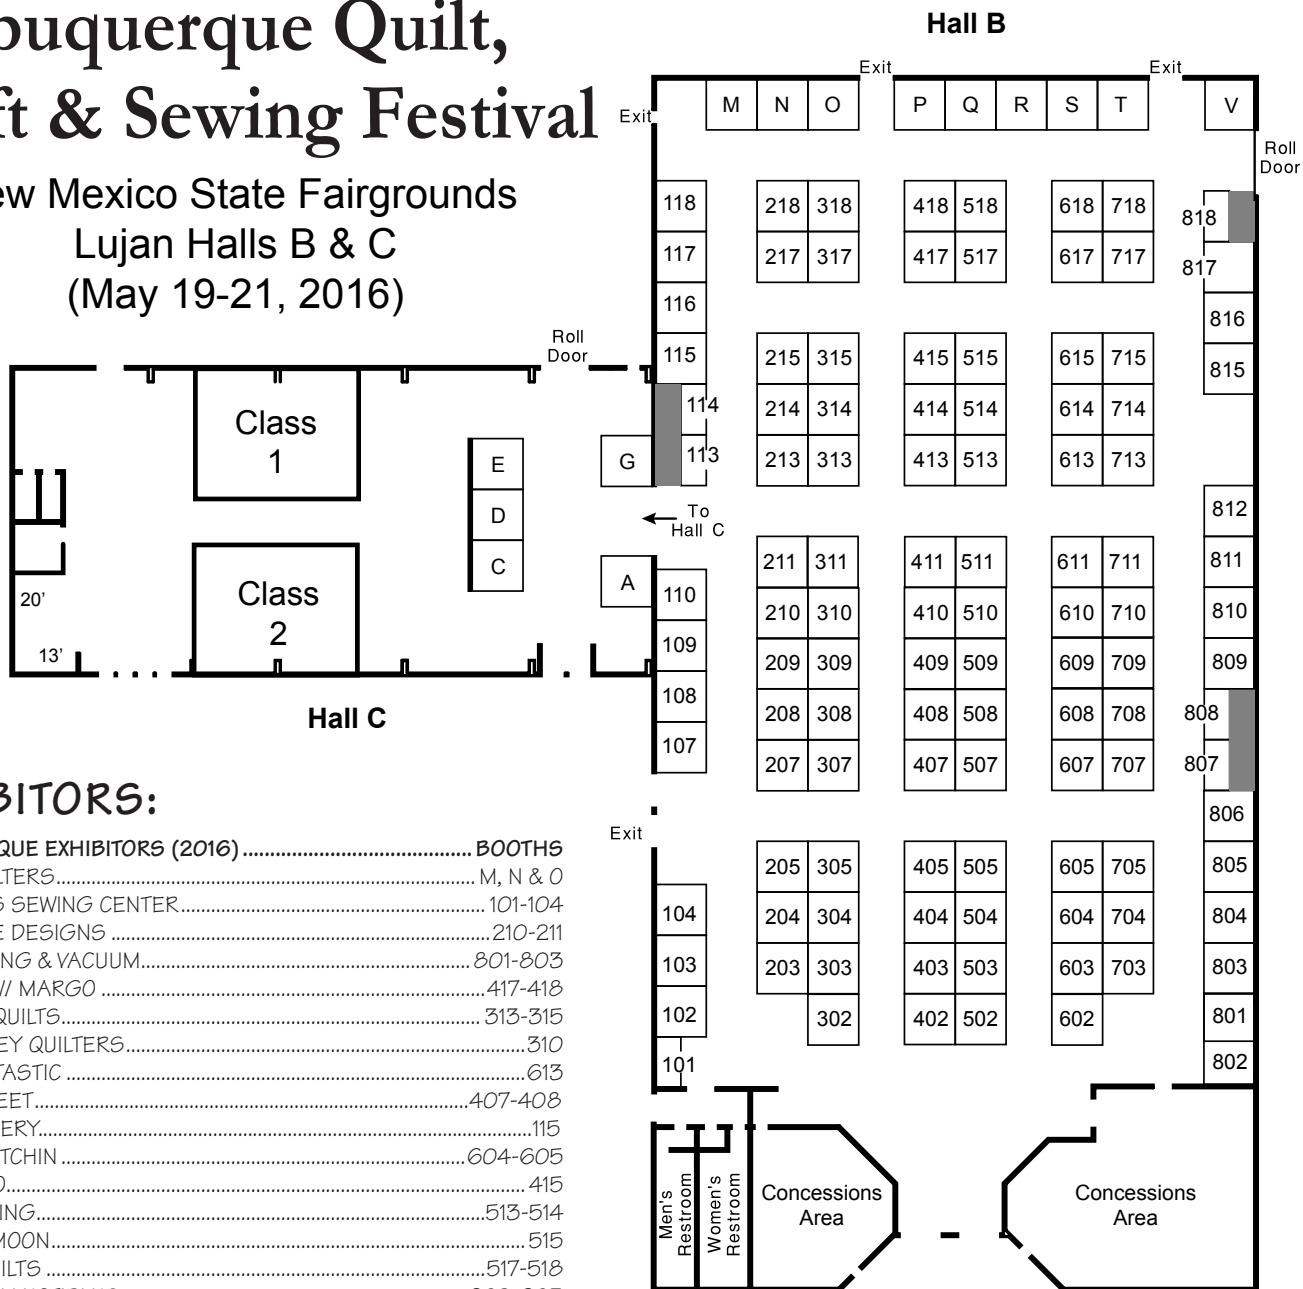 buquerque Quilt,
ft & Sewing Festival
ew Mexico State Fairgrounds
Lujan Halls B & C
(May 19-21, 2016)
Hall B
Exit Exit
Exit
M N O P Q R S T V
Roll
Door
118 218 318 418 518 618 718 818
117 217 317 417 517 617 717 817
116 816
115 215 315 415 515 615 715 815
114 214 314 414 514 614 714
113 213 313 413 513 613 713
To
Hall C
812
211 311 411 511 611 711 811
110 210 310 410 510 610 710 810
109 209 309 409 509 609 709 809
108 208 308 408 508 608 708 808
107 207 307 407 507 607 707 807
806
Exit
205 305 405 505 605 705 805
104 204 304 404 504 604 704 804
103 203 303 403 503 603 703 803
102 302 402 502 602 801
101 802
Men's
Restroom
Women's
Restroom
Concessions
Area
Concessions
Area
Roll
Door
Class
1
E
D
C
G
A
Class
2
20'
13'
Hall C
BITORS:
QUE EXHIBITORS (2016) BOOTHS
LTERS M, N & O
G SEWING CENTER 101-104
E DESIGNS 210-211
NG & VACUUM 801-803
// MARGO 417-418
QUILTS 313-315
EY QUILTERS 310
TASTIC 613
EET 407-408
ERY 115
TCHIN 604-605
O 415
ING 513-514
MOON 515
ILTS 517-518